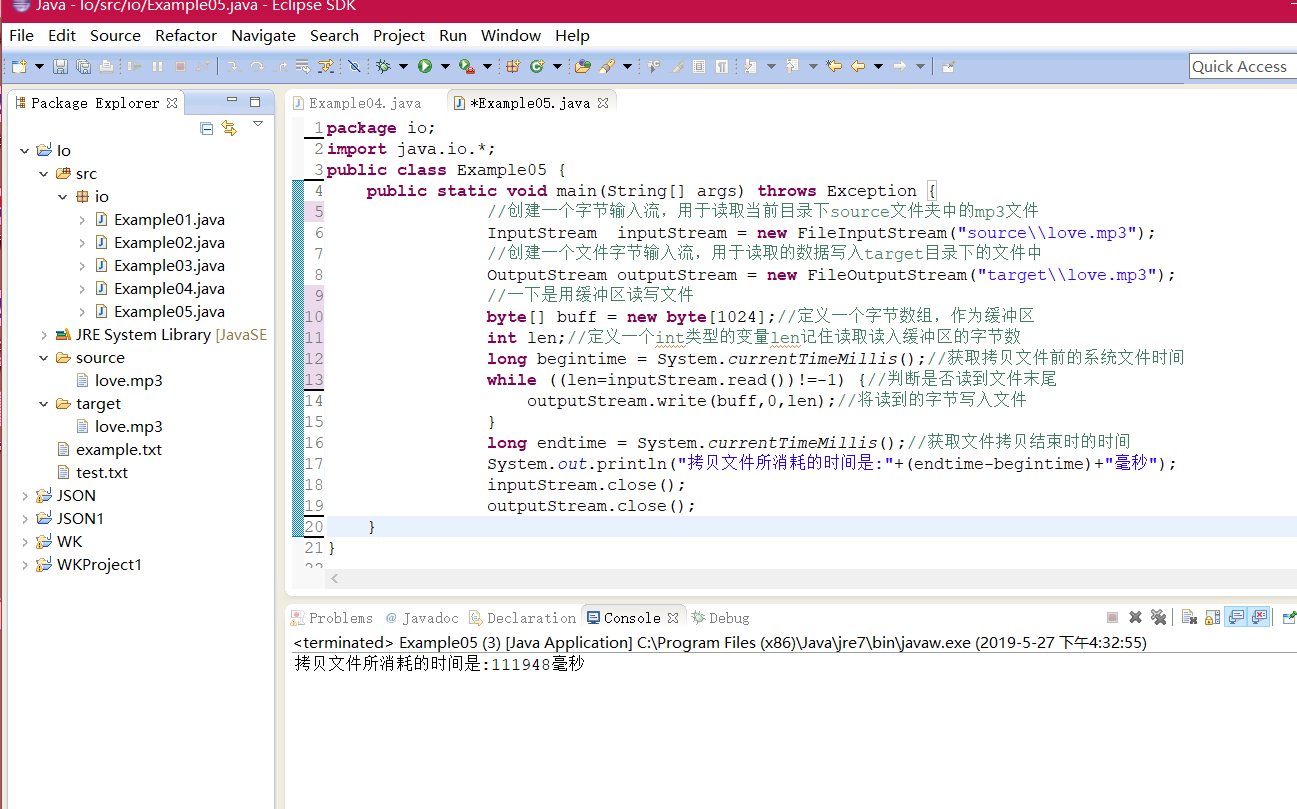 Java - Io/src/io/Example05.java - Eclipse SDK
File Edit Source Refactor Navigate Search Project Run Window Help
Quick Access
Package Explorer
Io
src
io
Example01.java
Example02.java
Example03.java
Example04.java
Example05.java
JRE System Library [JavaSE
source
love.mp3
target
love.mp3
example.txt
test.txt
JSON
JSON1
WK
WKProject1
Example04.java *Example05.java
1 package io;
2 import java.io.*;
3 public class Example05 {
4 public static void main(String[] args) throws Exception {
5 //创建一个字节输入流，用于读取当前目录下source文件夹中的mp3文件
6 InputStream inputStream = new FileInputStream("source\\love.mp3");
7 //创建一个文件字节输入流，用于读取的数据写入target目录下的文件中
8 OutputStream outputStream = new FileOutputStream("target\\love.mp3");
9 //一下是用缓冲区读写文件
10 byte[] buff = new byte[1024];//定义一个字节数组，作为缓冲区
11 int len;//定义一个int类型的变量len记住读取读入缓冲区的字节数
12 long begintime = System.currentTimeMillis();//获取拷贝文件前的系统文件时间
13 while ((len=inputStream.read())!=-1) {//判断是否读到文件末尾
14 outputStream.write(buff,0,len);//将读到的字节写入文件
15 }
16 long endtime = System.currentTimeMillis();//获取文件拷贝结束时的时间
17 System.out.println("拷贝文件所消耗的时间是:"+(endtime-begintime)+"毫秒");
18 inputStream.close();
19 outputStream.close();
20 }
21 }
22
Problems @ Javadoc Declaration Console Debug
<terminated> Example05 (3) [Java Application] C:\Program Files (x86)\Java\jre7\bin\javaw.exe (2019-5-27 下午4:32:55)
拷贝文件所消耗的时间是:111948毫秒